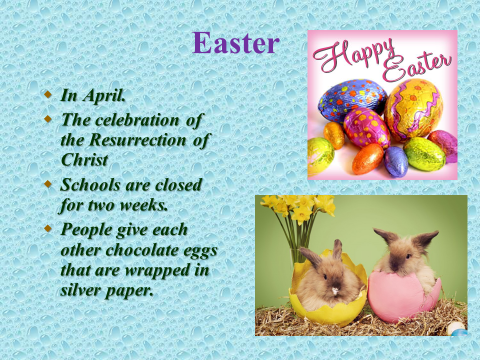 Easter
Happy
Easter
In April.
The celebration of
the Resurrection of
Christ
Schools are closed
for two weeks.
People give each
other chocolate eggs
that are wrapped in
silver paper.